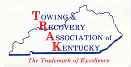 TOWING &
RECOVERY
ASSOCIATION OF
KENTUCKY
The Trademark of Excellence